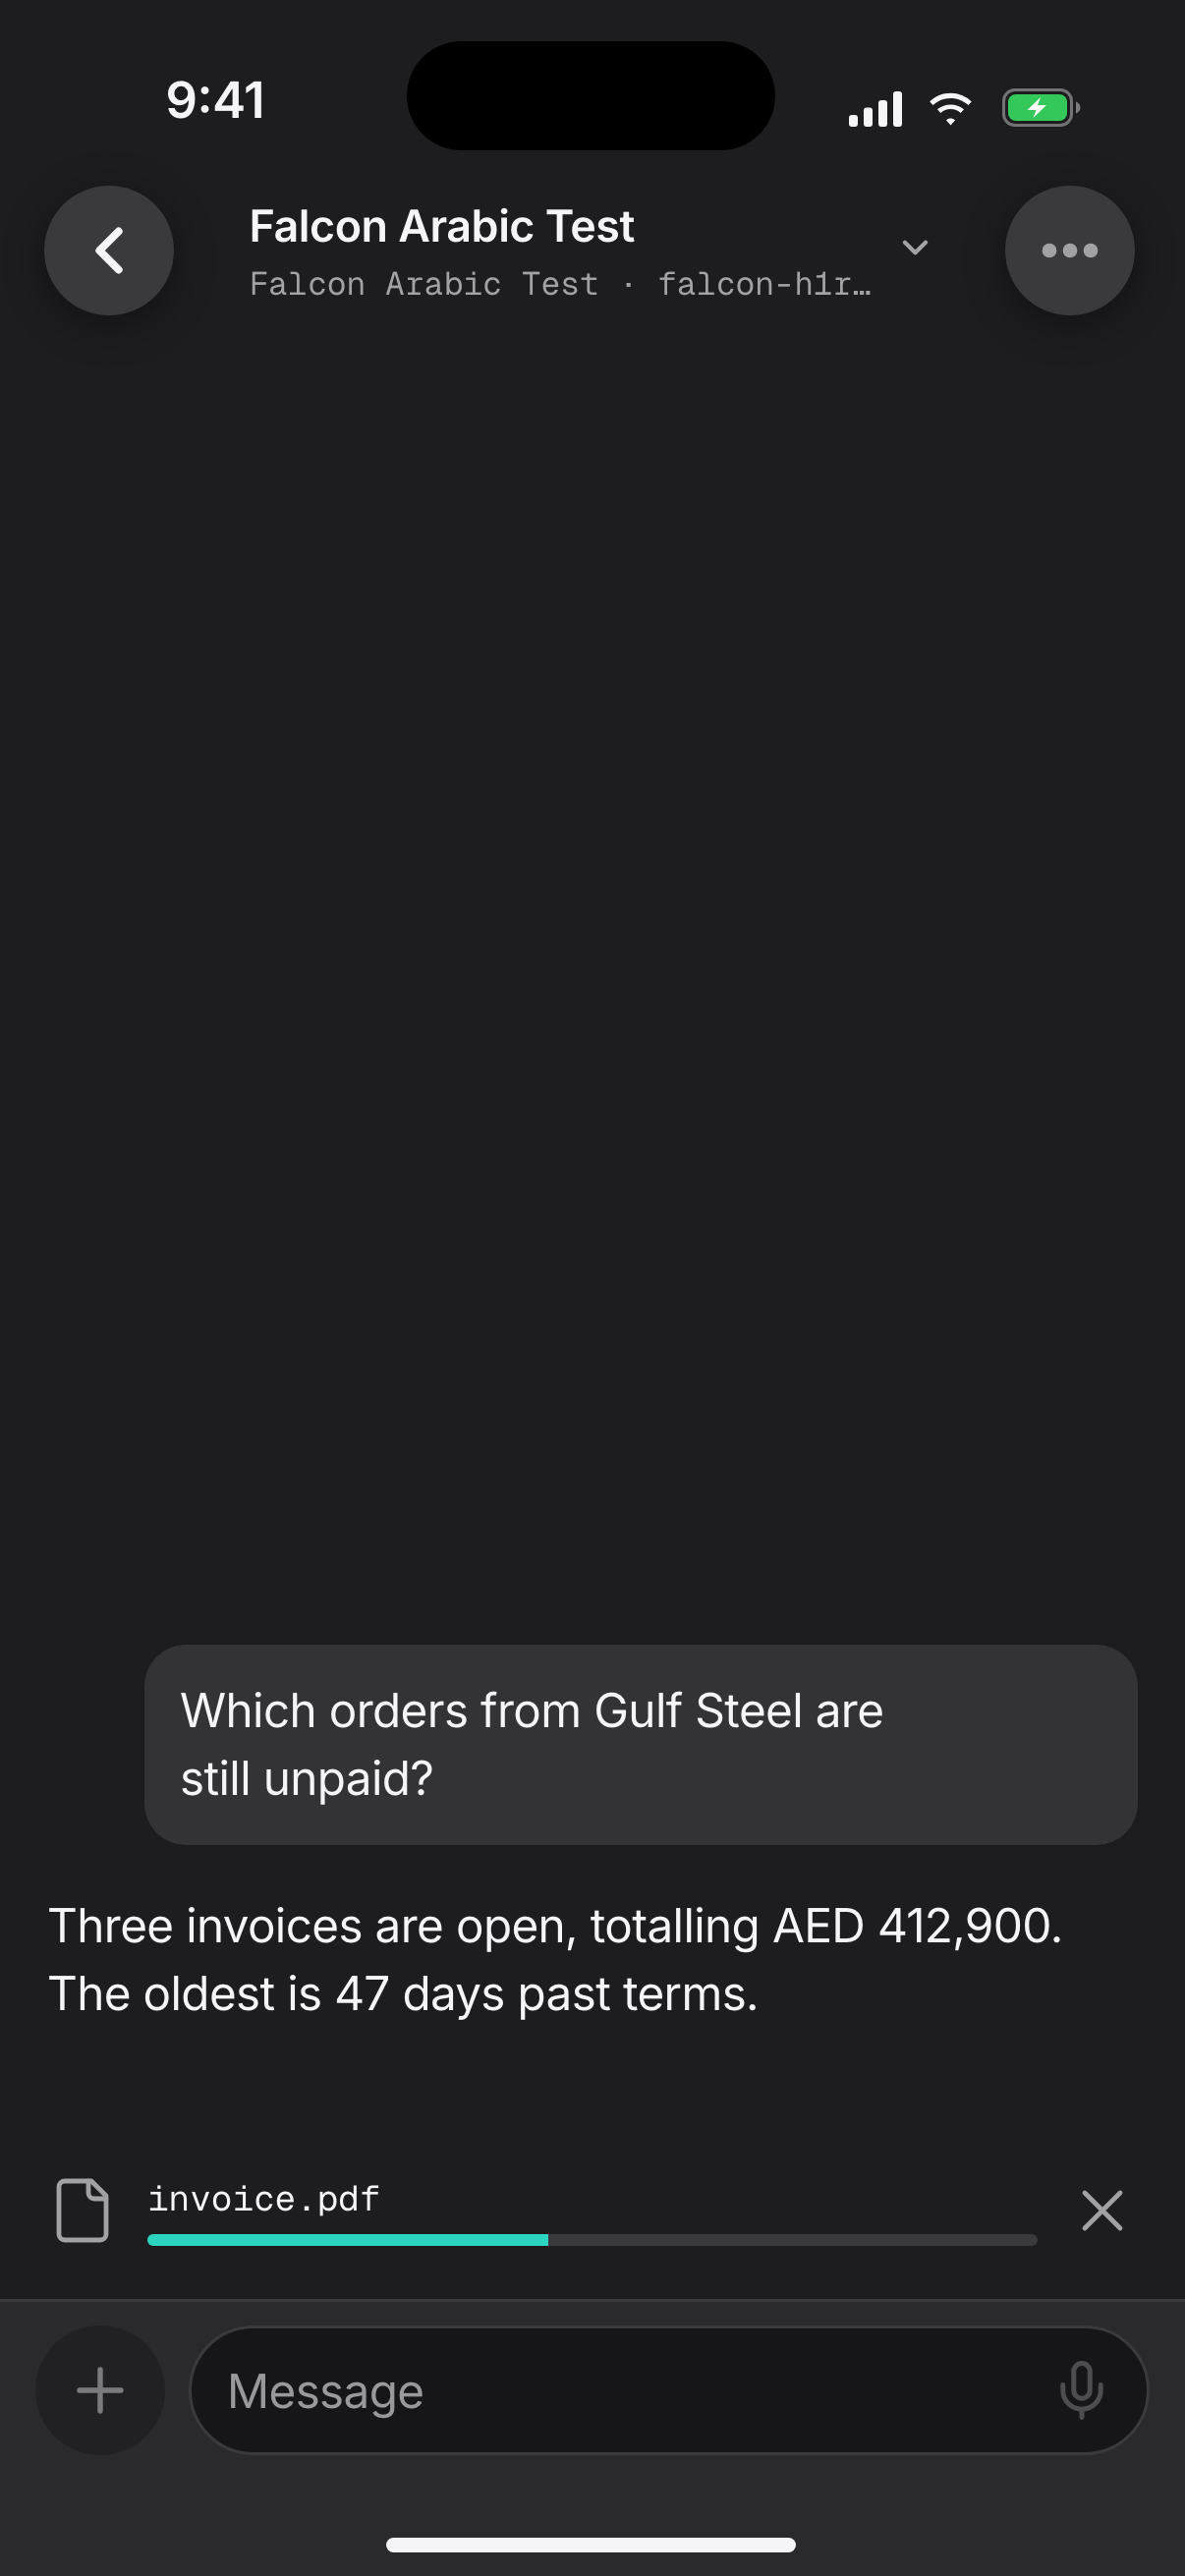 9:41
Falcon Arabic Test
Falcon Arabic Test · falcon-h1r…
Which orders from Gulf Steel are
still unpaid?
Three invoices are open, totalling AED 412,900.
The oldest is 47 days past terms.
invoice.pdf
Message